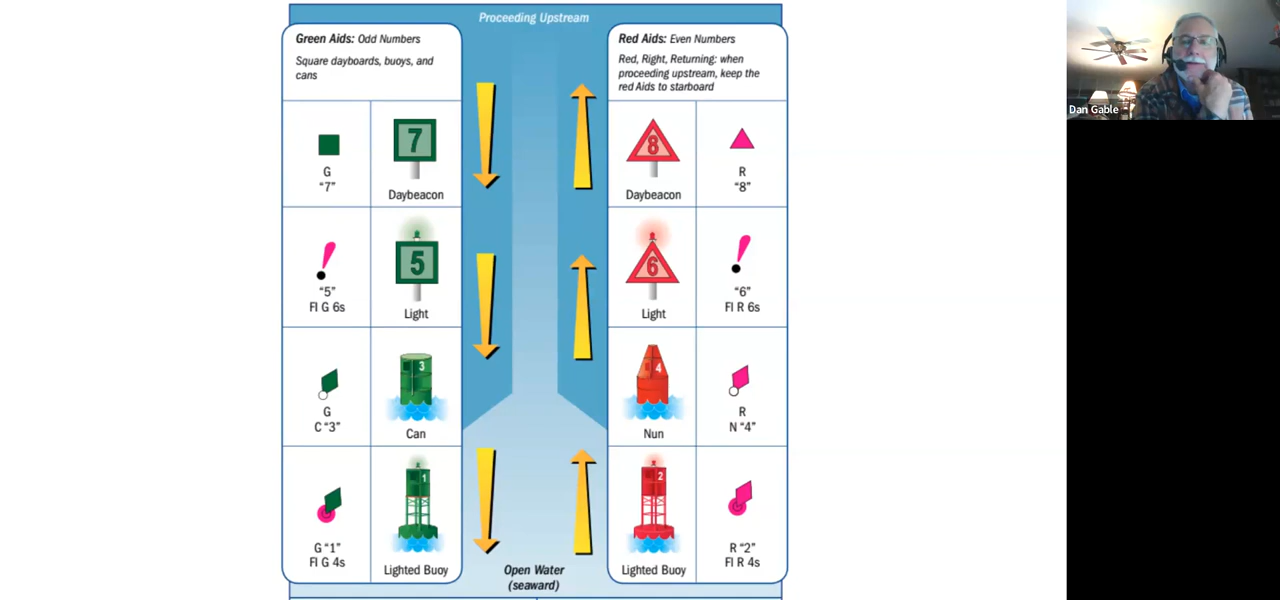 Proceeding Upstream
Green Aids: Odd Numbers
Square dayboards, buoys, and
cans
Red Aids: Even Numbers
Red, Right, Returning: when
proceeding upstream, keep the
red Aids to starboard
G
"7"
7
Daybeacon
8
Daybeacon
R
"8"
"5"
Fl G 6s
5
Light
6
Light
"6"
Fl R 6s
G
C "3"
3
Can
4
Nun
R
N "4"
G "1"
Fl G 4s
1
Lighted Buoy
Open Water
(seaward)
2
Lighted Buoy
R "2"
Fl R 4s
Dan Gable